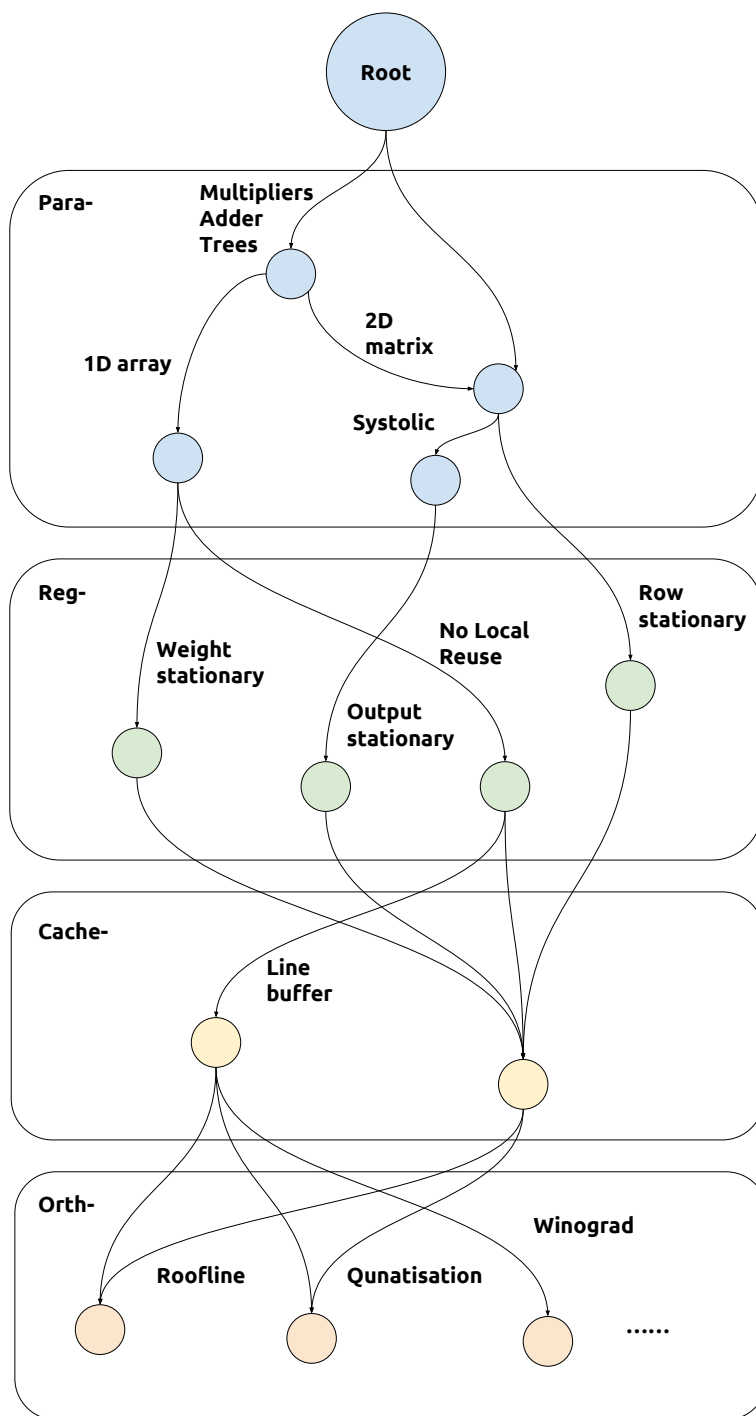 Root
Para-
Multipliers
Adder
Trees
2D
matrix
1D array
Systolic
Reg-
Row
stationary
No Local
Reuse
Weight
stationary
Output
stationary
Cache-
Line
buffer
Orth-
Winograd
Roofline
Qunatisation
......